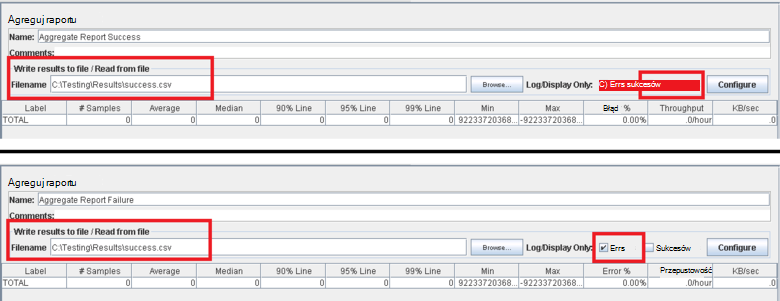 Agreguj raportu
Name: Aggregate Report Success
Comments:
Write results to file / Read from file
Filename C:\Testing\Results\success.csv Browse... Log/Display Only: C) Errs sukcesów Configure
Label # Samples Average Median 90% Line 95% Line 99% Line Min Max Błąd % Throughput KB/sec
TOTAL 0 0 0 0 0 0 92233720368... -92233720368... 0.00% .0/hour .0
Agreguj raportu
Name: Aggregate Report Failure
Comments:
Write results to file / Read from file
Filename C:\Testing\Results\success.csv Browse... Log/Display Only: Errs Sukcesów Configure
Label # Samples Average Median 90% Line 95% Line 99% Line Min Max Error % Przepustowość KB/sec
TOTAL 0 0 0 0 0 0 92233720368... -92233720368... 0.00% .0/hour .0